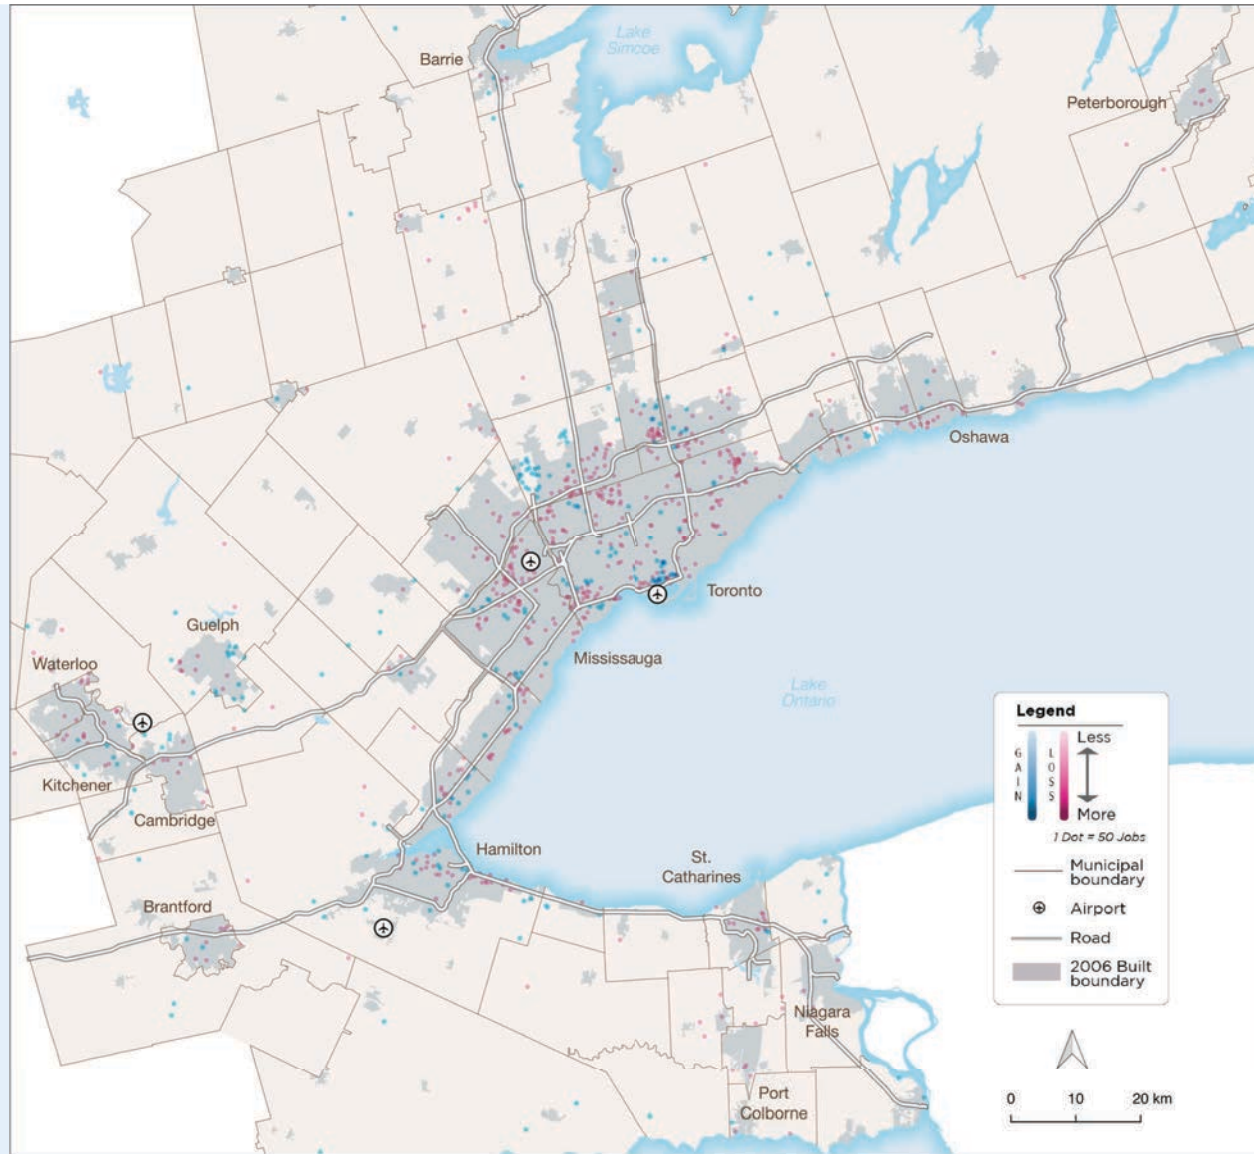 Lake
Simcoe
Barrie
Peterborough
Oshawa
Toronto
Guelph
Waterloo
Mississauga
Lake
Ontario
Kitchener
Cambridge
Hamilton
St.
Catharines
Brantford
Niagara
Falls
Port
Colborne
Legend
GAIN
LOSS
Less
More
1 Dot = 50 Jobs
Municipal
boundary
Airport
Road
2006 Built
boundary
0 10 20 km